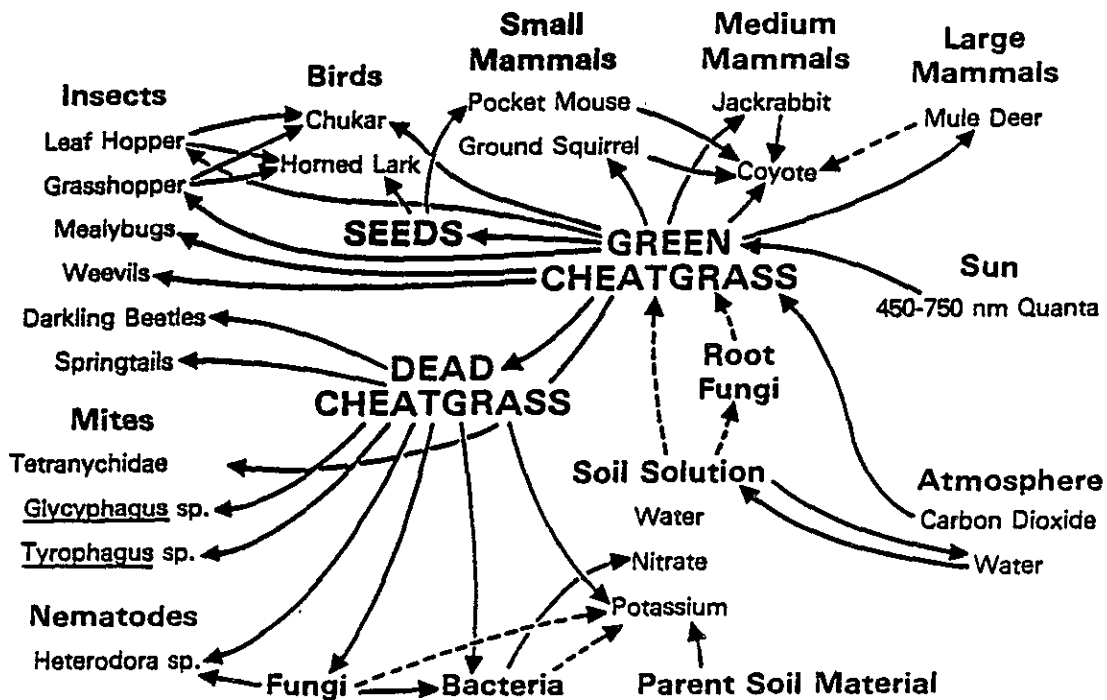 Insects
Leaf Hopper
Grasshopper
Mealybugs
Weevils
Darkling Beetles
Springtails
Mites
Tetranychidae
Glycyphagus sp.
Tyrophagus sp.
Nematodes
Heterodora sp.
Birds
Chukar
Horned Lark
SEEDS
Small
Mammals
Pocket Mouse
Ground Squirrel
Medium
Mammals
Jackrabbit
Coyote
Large
Mammals
Mule Deer
GREEN
CHEATGRASS
Sun
450-750 nm Quanta
DEAD
CHEATGRASS
Root
Fungi
Soil Solution
Water
Nitrate
Potassium
Atmosphere
Carbon Dioxide
Water
Fungi
Bacteria
Parent Soil Material